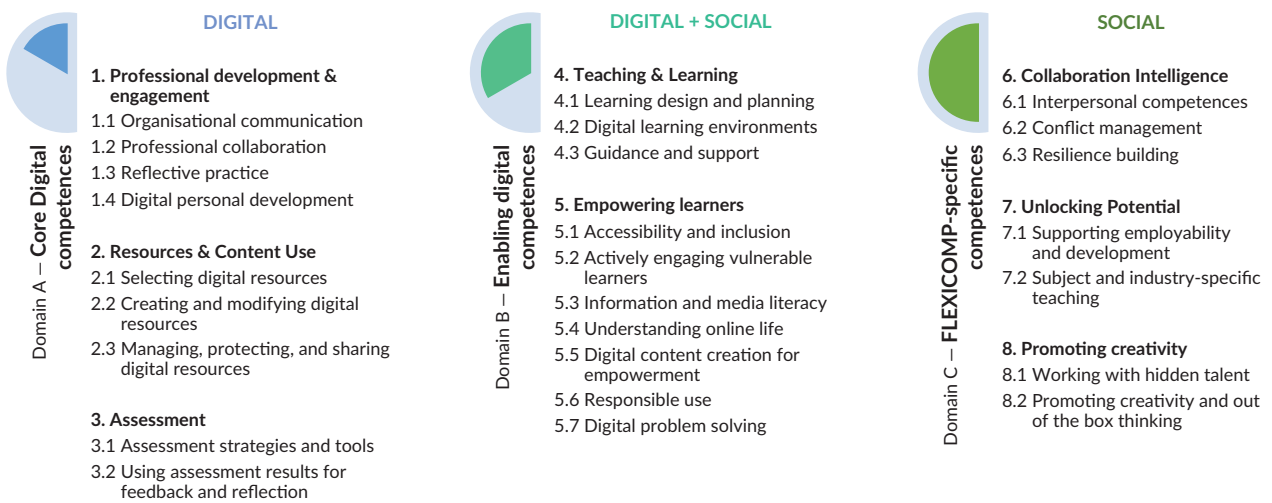 DIGITAL
Domain A – Core Digital
competences
1. Professional development &
engagement
1.1 Organisational communication
1.2 Professional collaboration
1.3 Reflective practice
1.4 Digital personal development
2. Resources & Content Use
2.1 Selecting digital resources
2.2 Creating and modifying digital
resources
2.3 Managing, protecting, and sharing
digital resources
3. Assessment
3.1 Assessment strategies and tools
3.2 Using assessment results for
feedback and reflection
DIGITAL + SOCIAL
Domain B – Enabling digital
competences
4. Teaching & Learning
4.1 Learning design and planning
4.2 Digital learning environments
4.3 Guidance and support
5. Empowering learners
5.1 Accessibility and inclusion
5.2 Actively engaging vulnerable
learners
5.3 Information and media literacy
5.4 Understanding online life
5.5 Digital content creation for
empowerment
5.6 Responsible use
5.7 Digital problem solving
SOCIAL
Domain C – FLEXICOMP-specific
competences
6. Collaboration Intelligence
6.1 Interpersonal competences
6.2 Conflict management
6.3 Resilience building
7. Unlocking Potential
7.1 Supporting employability
and development
7.2 Subject and industry-specific
teaching
8. Promoting creativity
8.1 Working with hidden talent
8.2 Promoting creativity and out
of the box thinking